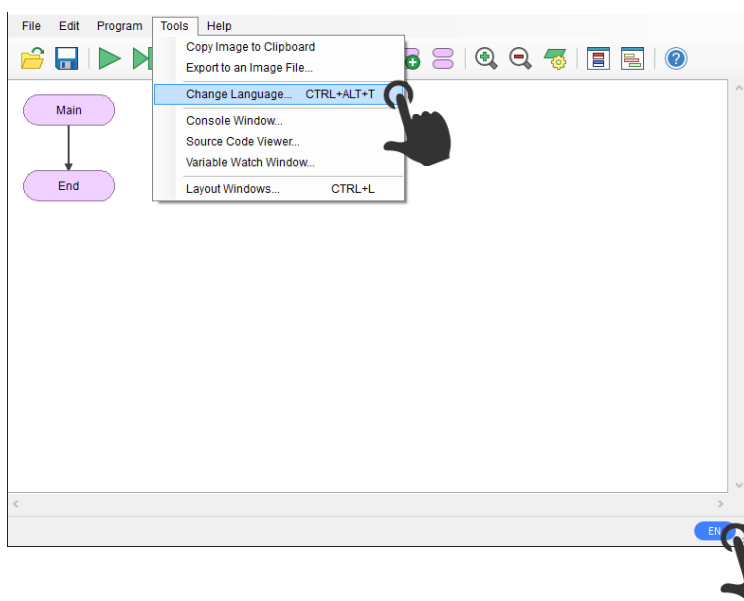 File Edit Program Tools Help
Copy Image to Clipboard
Export to an Image File...
Change Language... CTRL+ALT+T
Console Window...
Source Code Viewer...
Variable Watch Window...
Layout Windows... CTRL+L
Main
End
EN